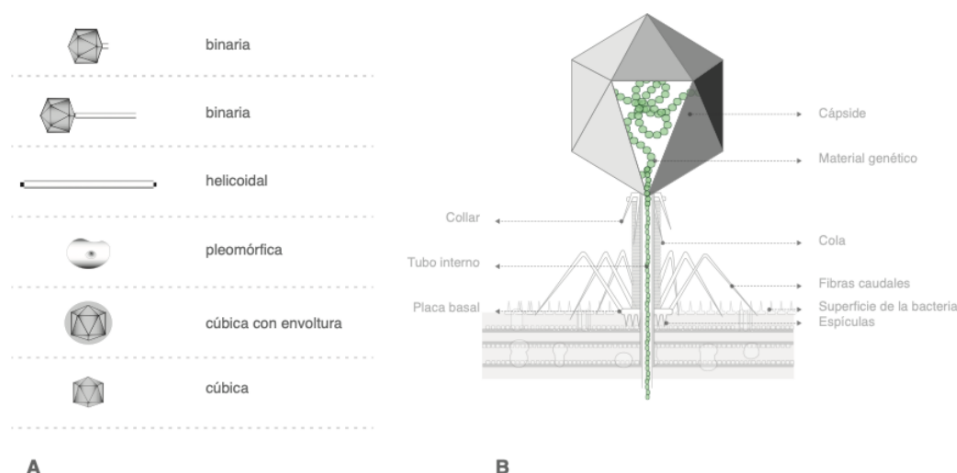 binaria
binaria
helicoidal
pleomórfica
cúbica con envoltura
cúbica
A
Cápside
Material genético
Collar
Cola
Tubo interno
Fibras caudales
Placa basal
Superficie de la bacteria
Espículas
B